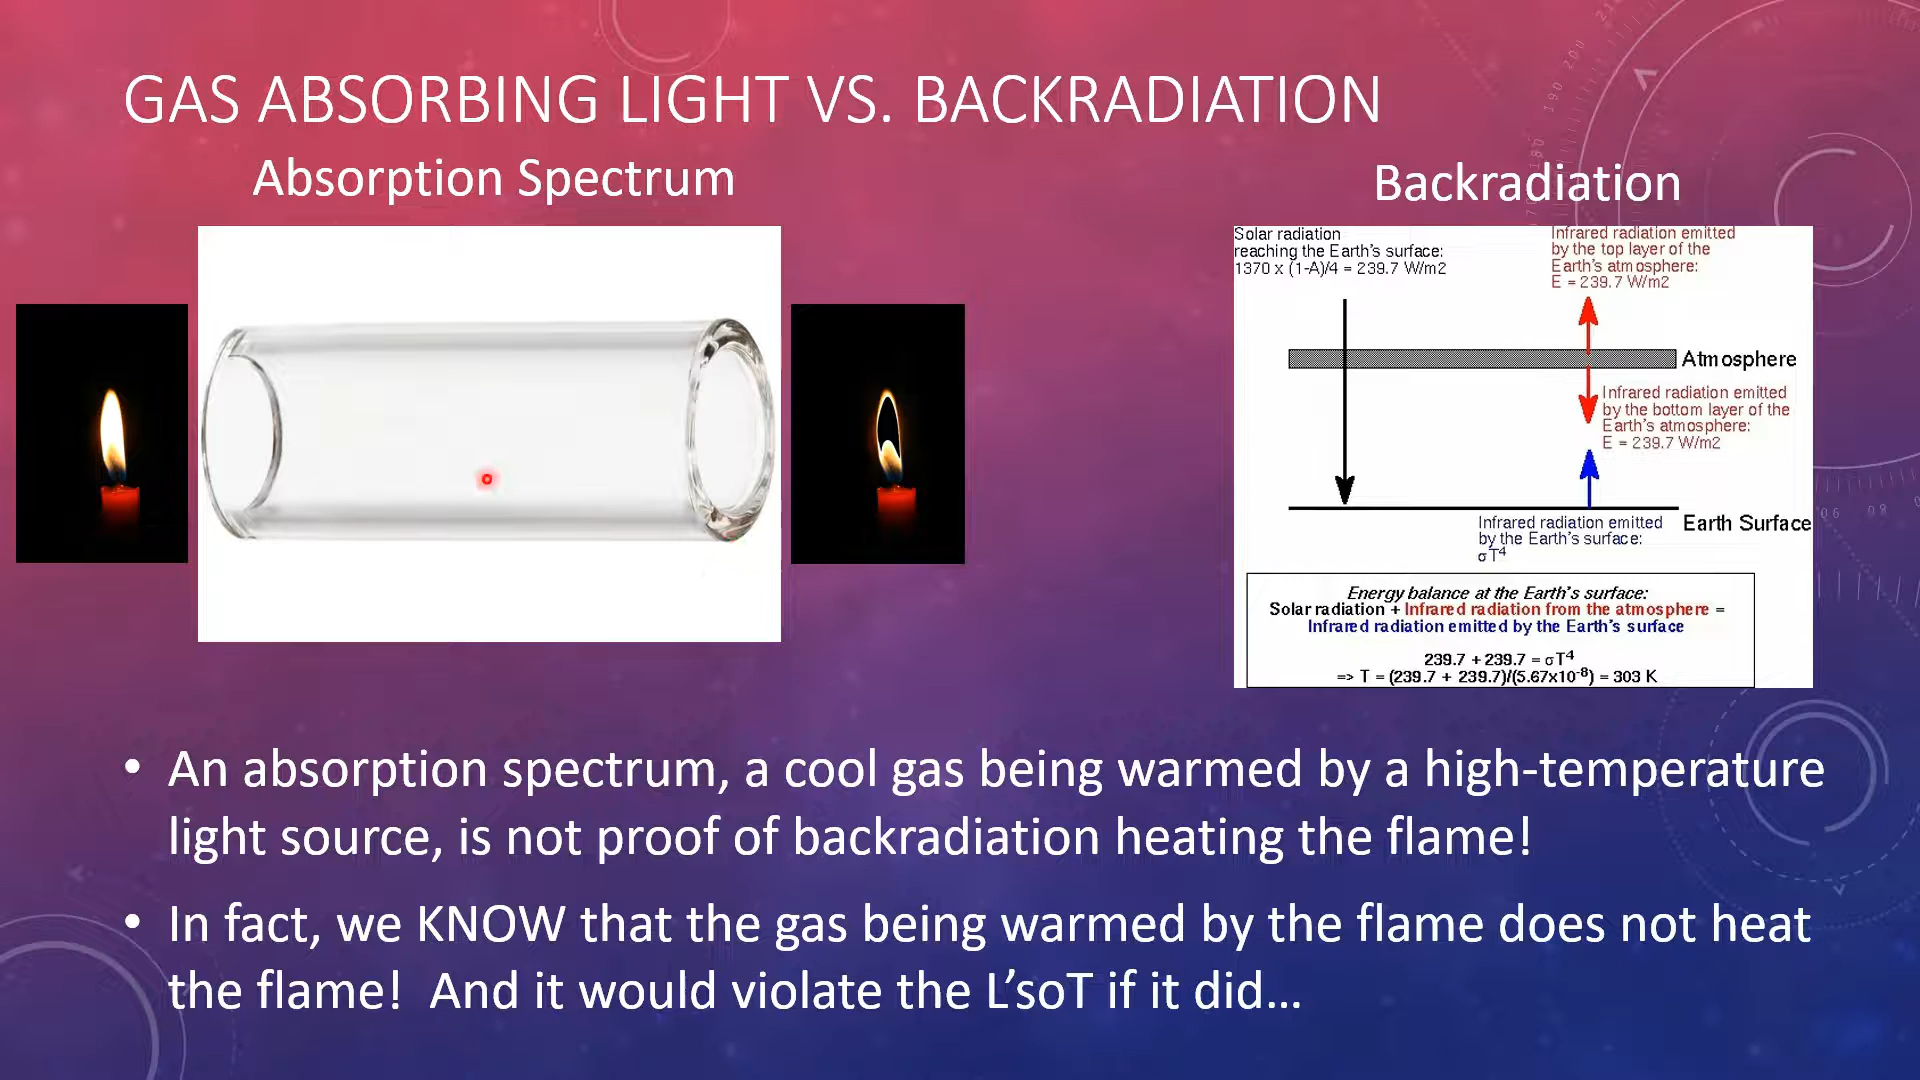 GAS ABSORBING LIGHT VS. BACKRADIATION
Absorption Spectrum
Backradiation
Solar radiation
reaching the Earth's surface:
1370 x (1-A)/4 = 239.7 W/m2
Infrared radiation emitted
by the top layer of the
Earth's atmosphere:
E = 239.7 W/m2
Atmosphere
Infrared radiation emitted
by the bottom layer of the
Earth's atmosphere:
E = 239.7 W/m2
Infrared radiation emitted
by the Earth's surface:
σT⁴
Earth Surface
Energy balance at the Earth's surface:
Solar radiation + Infrared radiation from the atmosphere =
Infrared radiation emitted by the Earth's surface
239.7 + 239.7 = σT⁴
=> T = (239.7 + 239.7)/(5.67x10⁻⁸) = 303 K
• An absorption spectrum, a cool gas being warmed by a high-temperature
light source, is not proof of backradiation heating the flame!
• In fact, we KNOW that the gas being warmed by the flame does not heat
the flame! And it would violate the L'soT if it did...